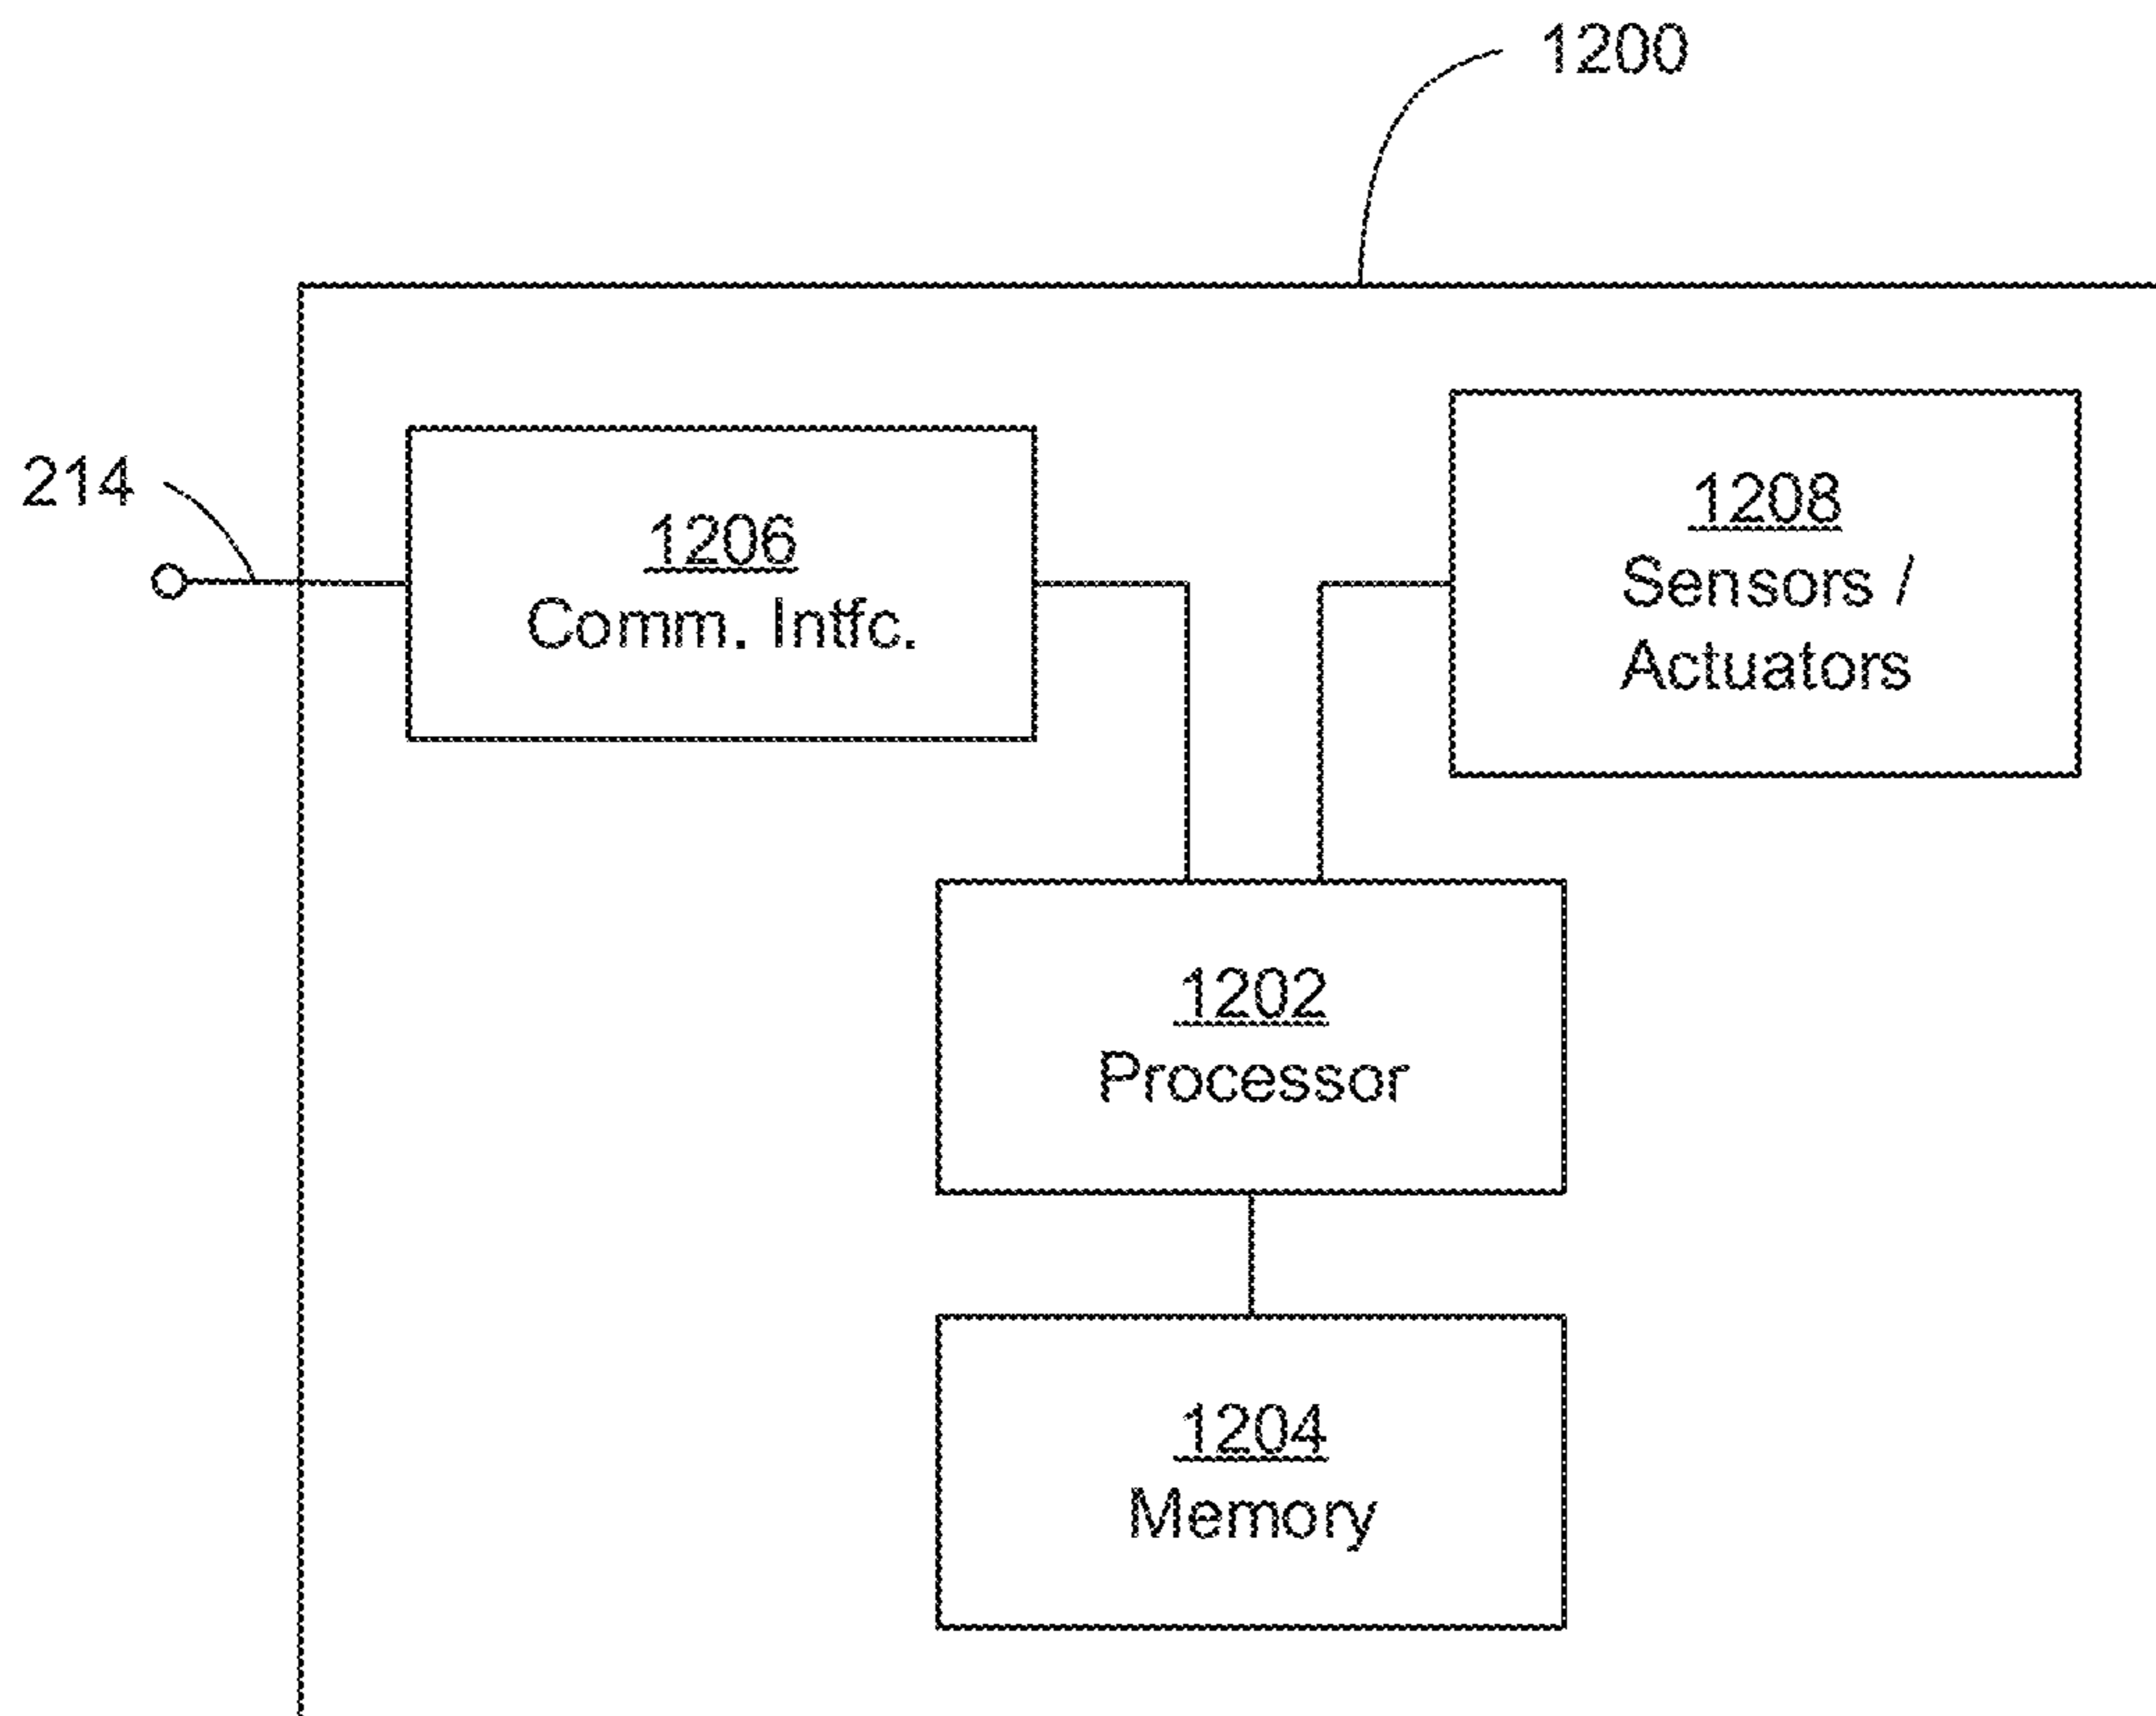 1200
214
1206
Comm. Intfc.
1208
Sensors /
Actuators
1202
Processor
1204
Memory